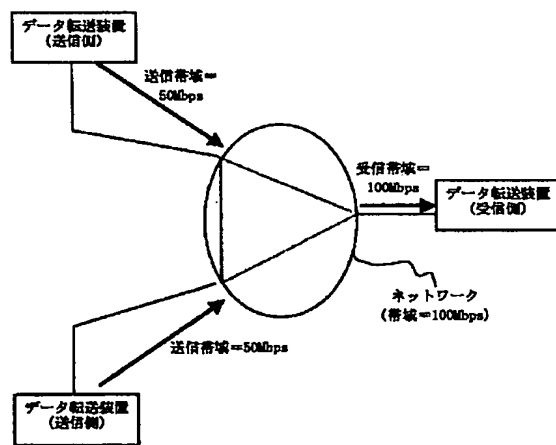 データ転送装置
(送信側)
送信帯域=
50Mbps
受信帯域=
100Mbps
データ転送装置
(受信側)
ネットワーク
(帯域=100Mbps)
送信帯域=50Mbps
データ転送装置
(送信側)